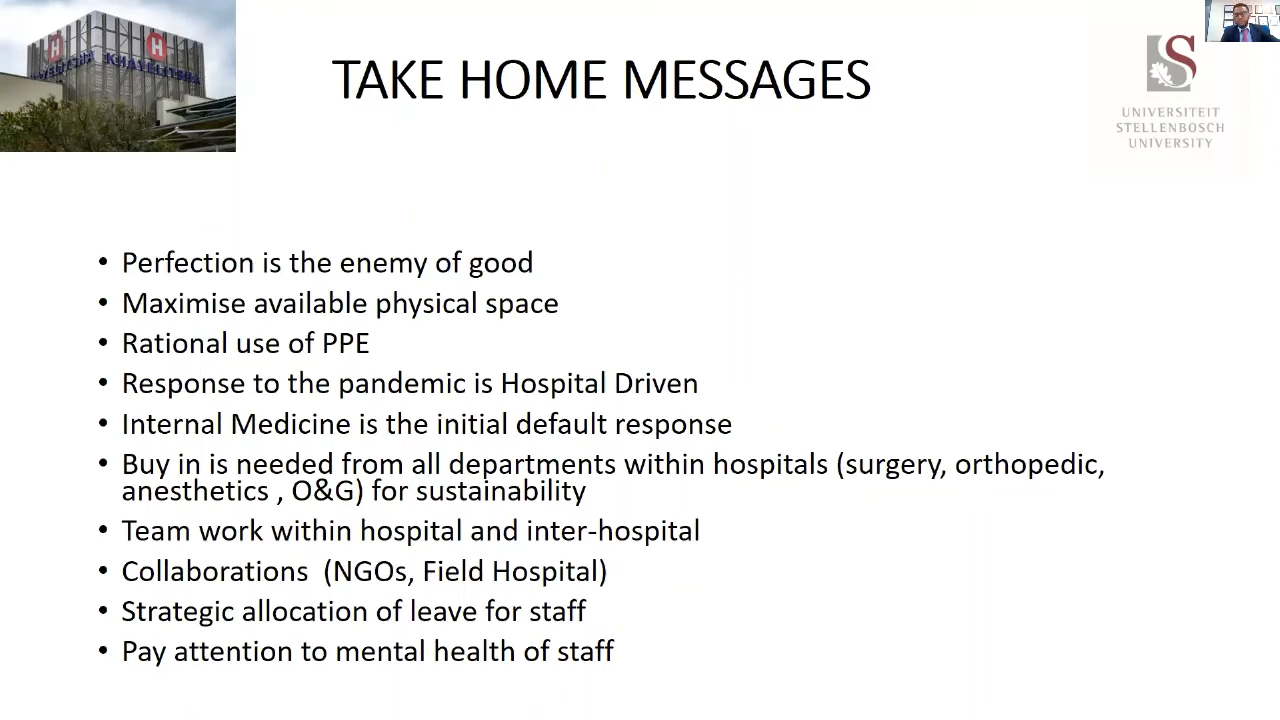 H
H
KHAYELITSHA
TAKE HOME MESSAGES
S
UNIVERSITEIT
STELLENBOSCH
UNIVERSITY
• Perfection is the enemy of good
• Maximise available physical space
• Rational use of PPE
• Response to the pandemic is Hospital Driven
• Internal Medicine is the initial default response
• Buy in is needed from all departments within hospitals (surgery, orthopedic,
anesthetics , O&G) for sustainability
• Team work within hospital and inter-hospital
• Collaborations  (NGOs, Field Hospital)
• Strategic allocation of leave for staff
• Pay attention to mental health of staff